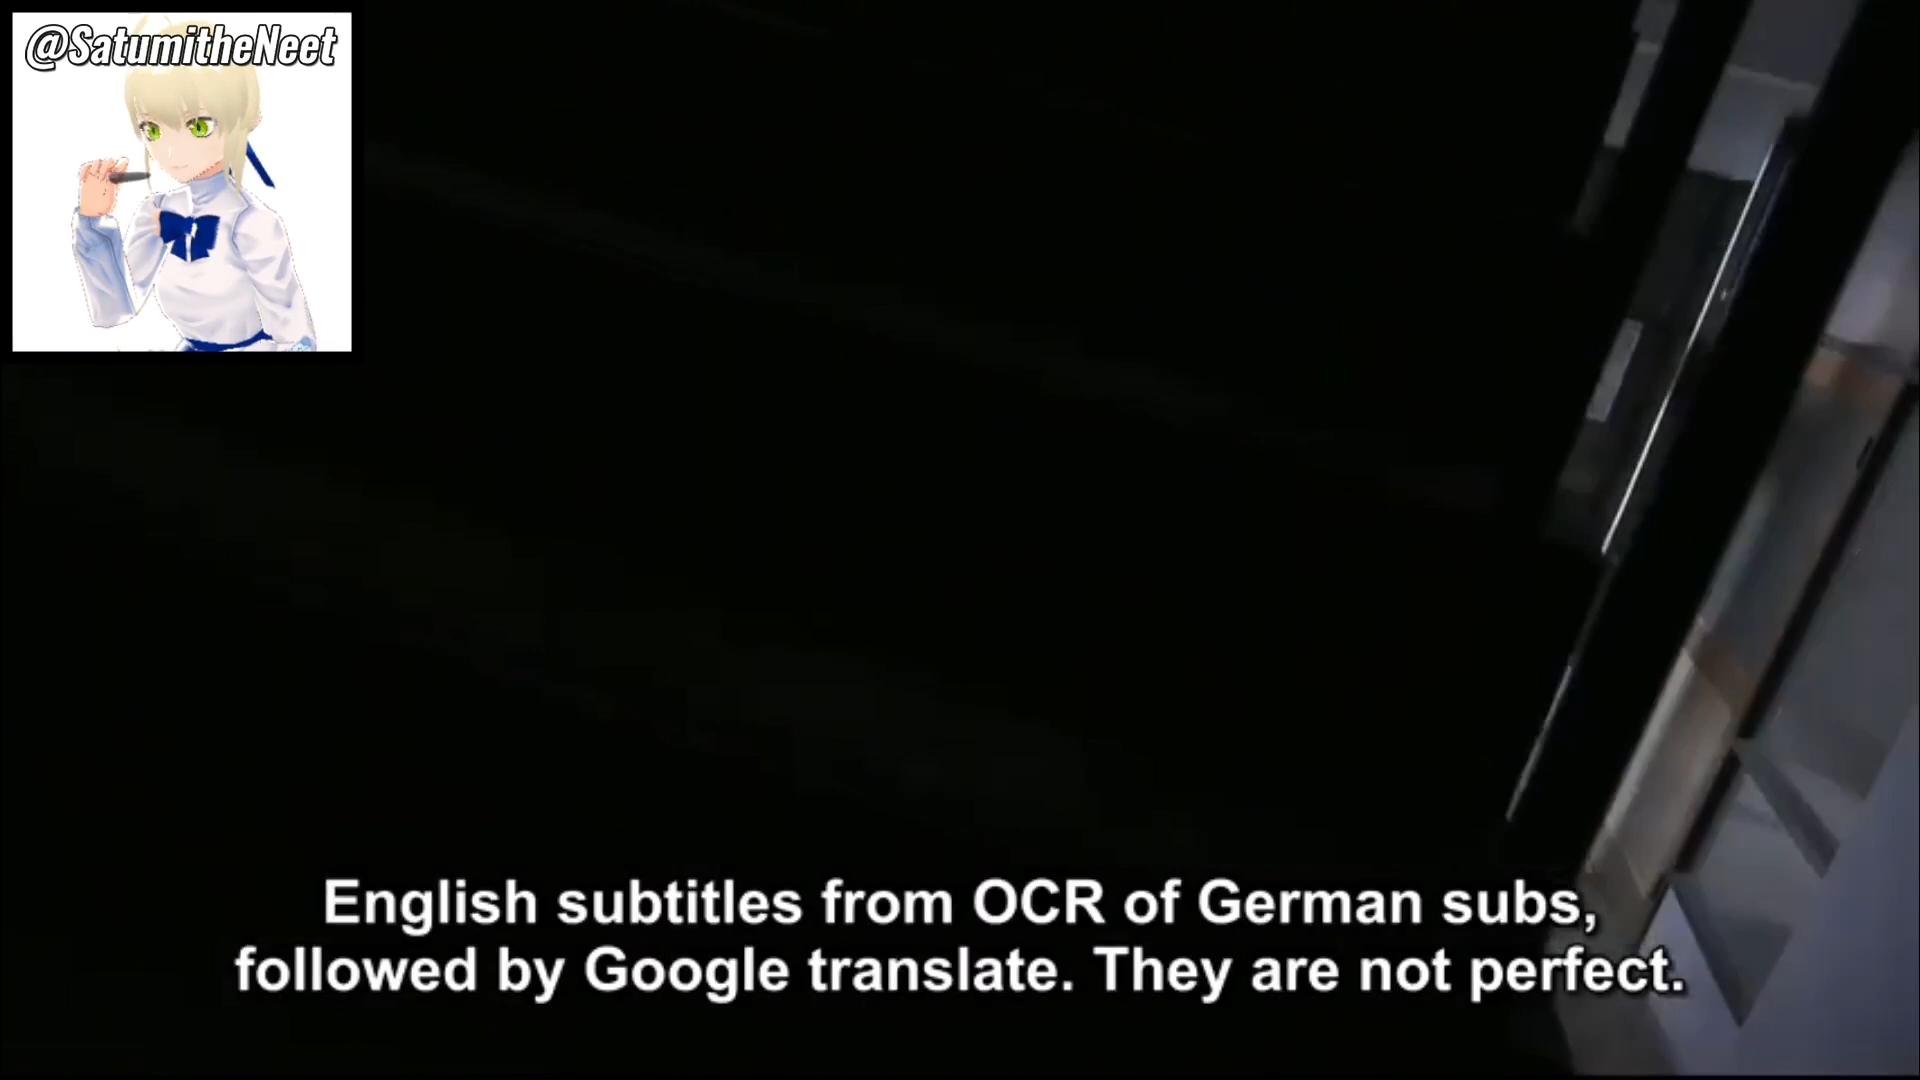 @SatumitheNeet
English subtitles from OCR of German subs,
followed by Google translate. They are not perfect.